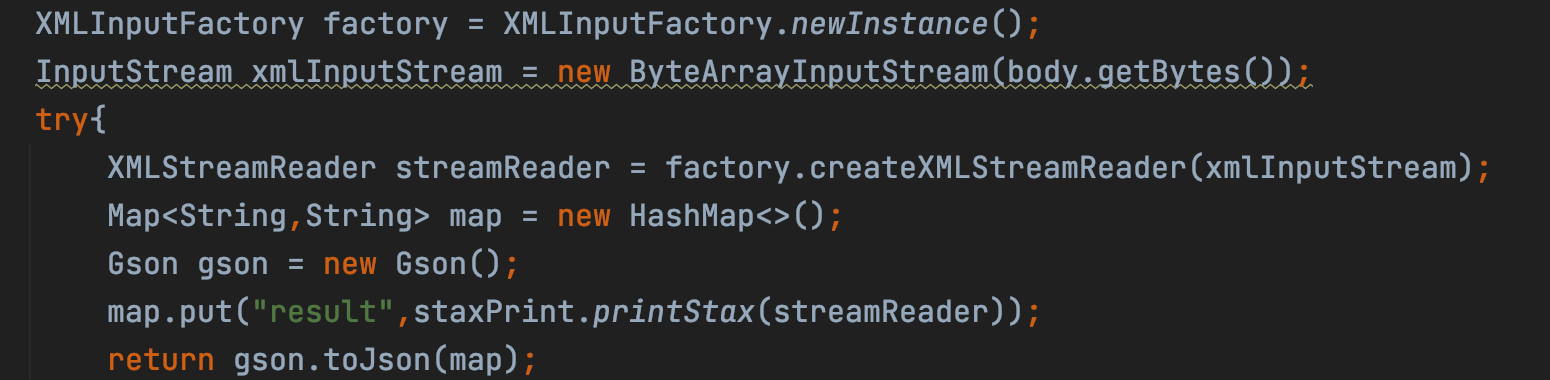 XMLInputFactory factory = XMLInputFactory.newInstance();
InputStream xmlInputStream = new ByteArrayInputStream(body.getBytes());
try{
XMLStreamReader streamReader = factory.createXMLStreamReader(xmlInputStream);
Map<String,String> map = new HashMap<>();
Gson gson = new Gson();
map.put("result",staxPrint.printStax(streamReader));
return gson.toJson(map);